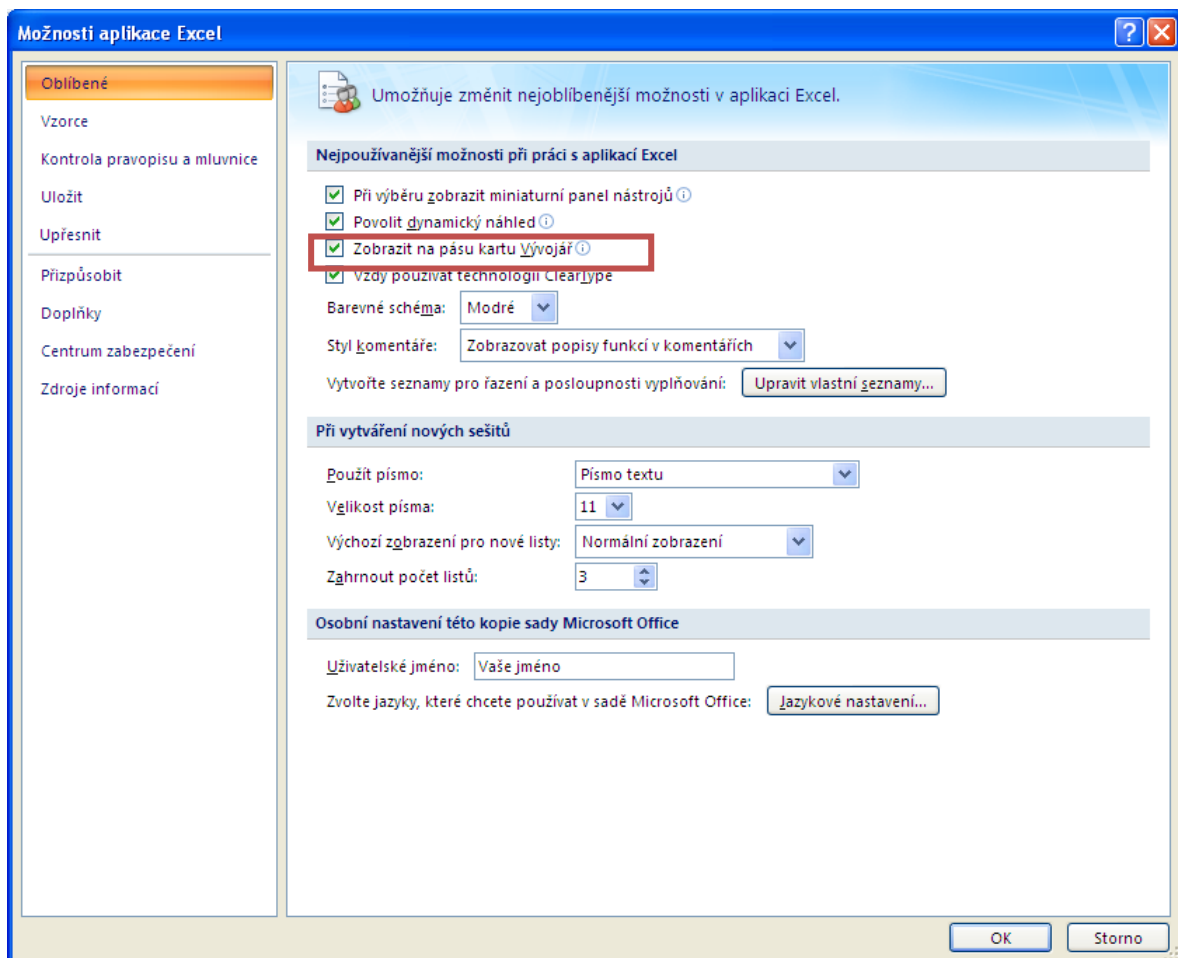 Možnosti aplikace Excel
Oblíbené
Vzorce
Kontrola pravopisu a mluvnice
Uložit
Upřesnit
Přizpůsobit
Doplňky
Centrum zabezpečení
Zdroje informací
Umožňuje změnit nejoblíbenější možnosti v aplikaci Excel.
Nejpoužívanější možnosti při práci s aplikací Excel
Při výběru zobrazit miniaturní panel nástrojů
Povolit dynamický náhled
Zobrazit na pásu kartu Vývojář
Vždy používat technologii ClearType
Barevné schéma: Modré
Styl komentáře: Zobrazovat popisy funkcí v komentářích
Vytvořte seznamy pro řazení a posloupnosti vyplňování: Upravit vlastní seznamy...
Při vytváření nových sešitů
Použít písmo: Písmo textu
Velikost písma: 11
Výchozí zobrazení pro nové listy: Normální zobrazení
Zahrnout počet listů: 3
Osobní nastavení této kopie sady Microsoft Office
Uživatelské jméno: Vaše jméno
Zvolte jazyky, které chcete používat v sadě Microsoft Office: Jazykové nastavení...
OK Storno